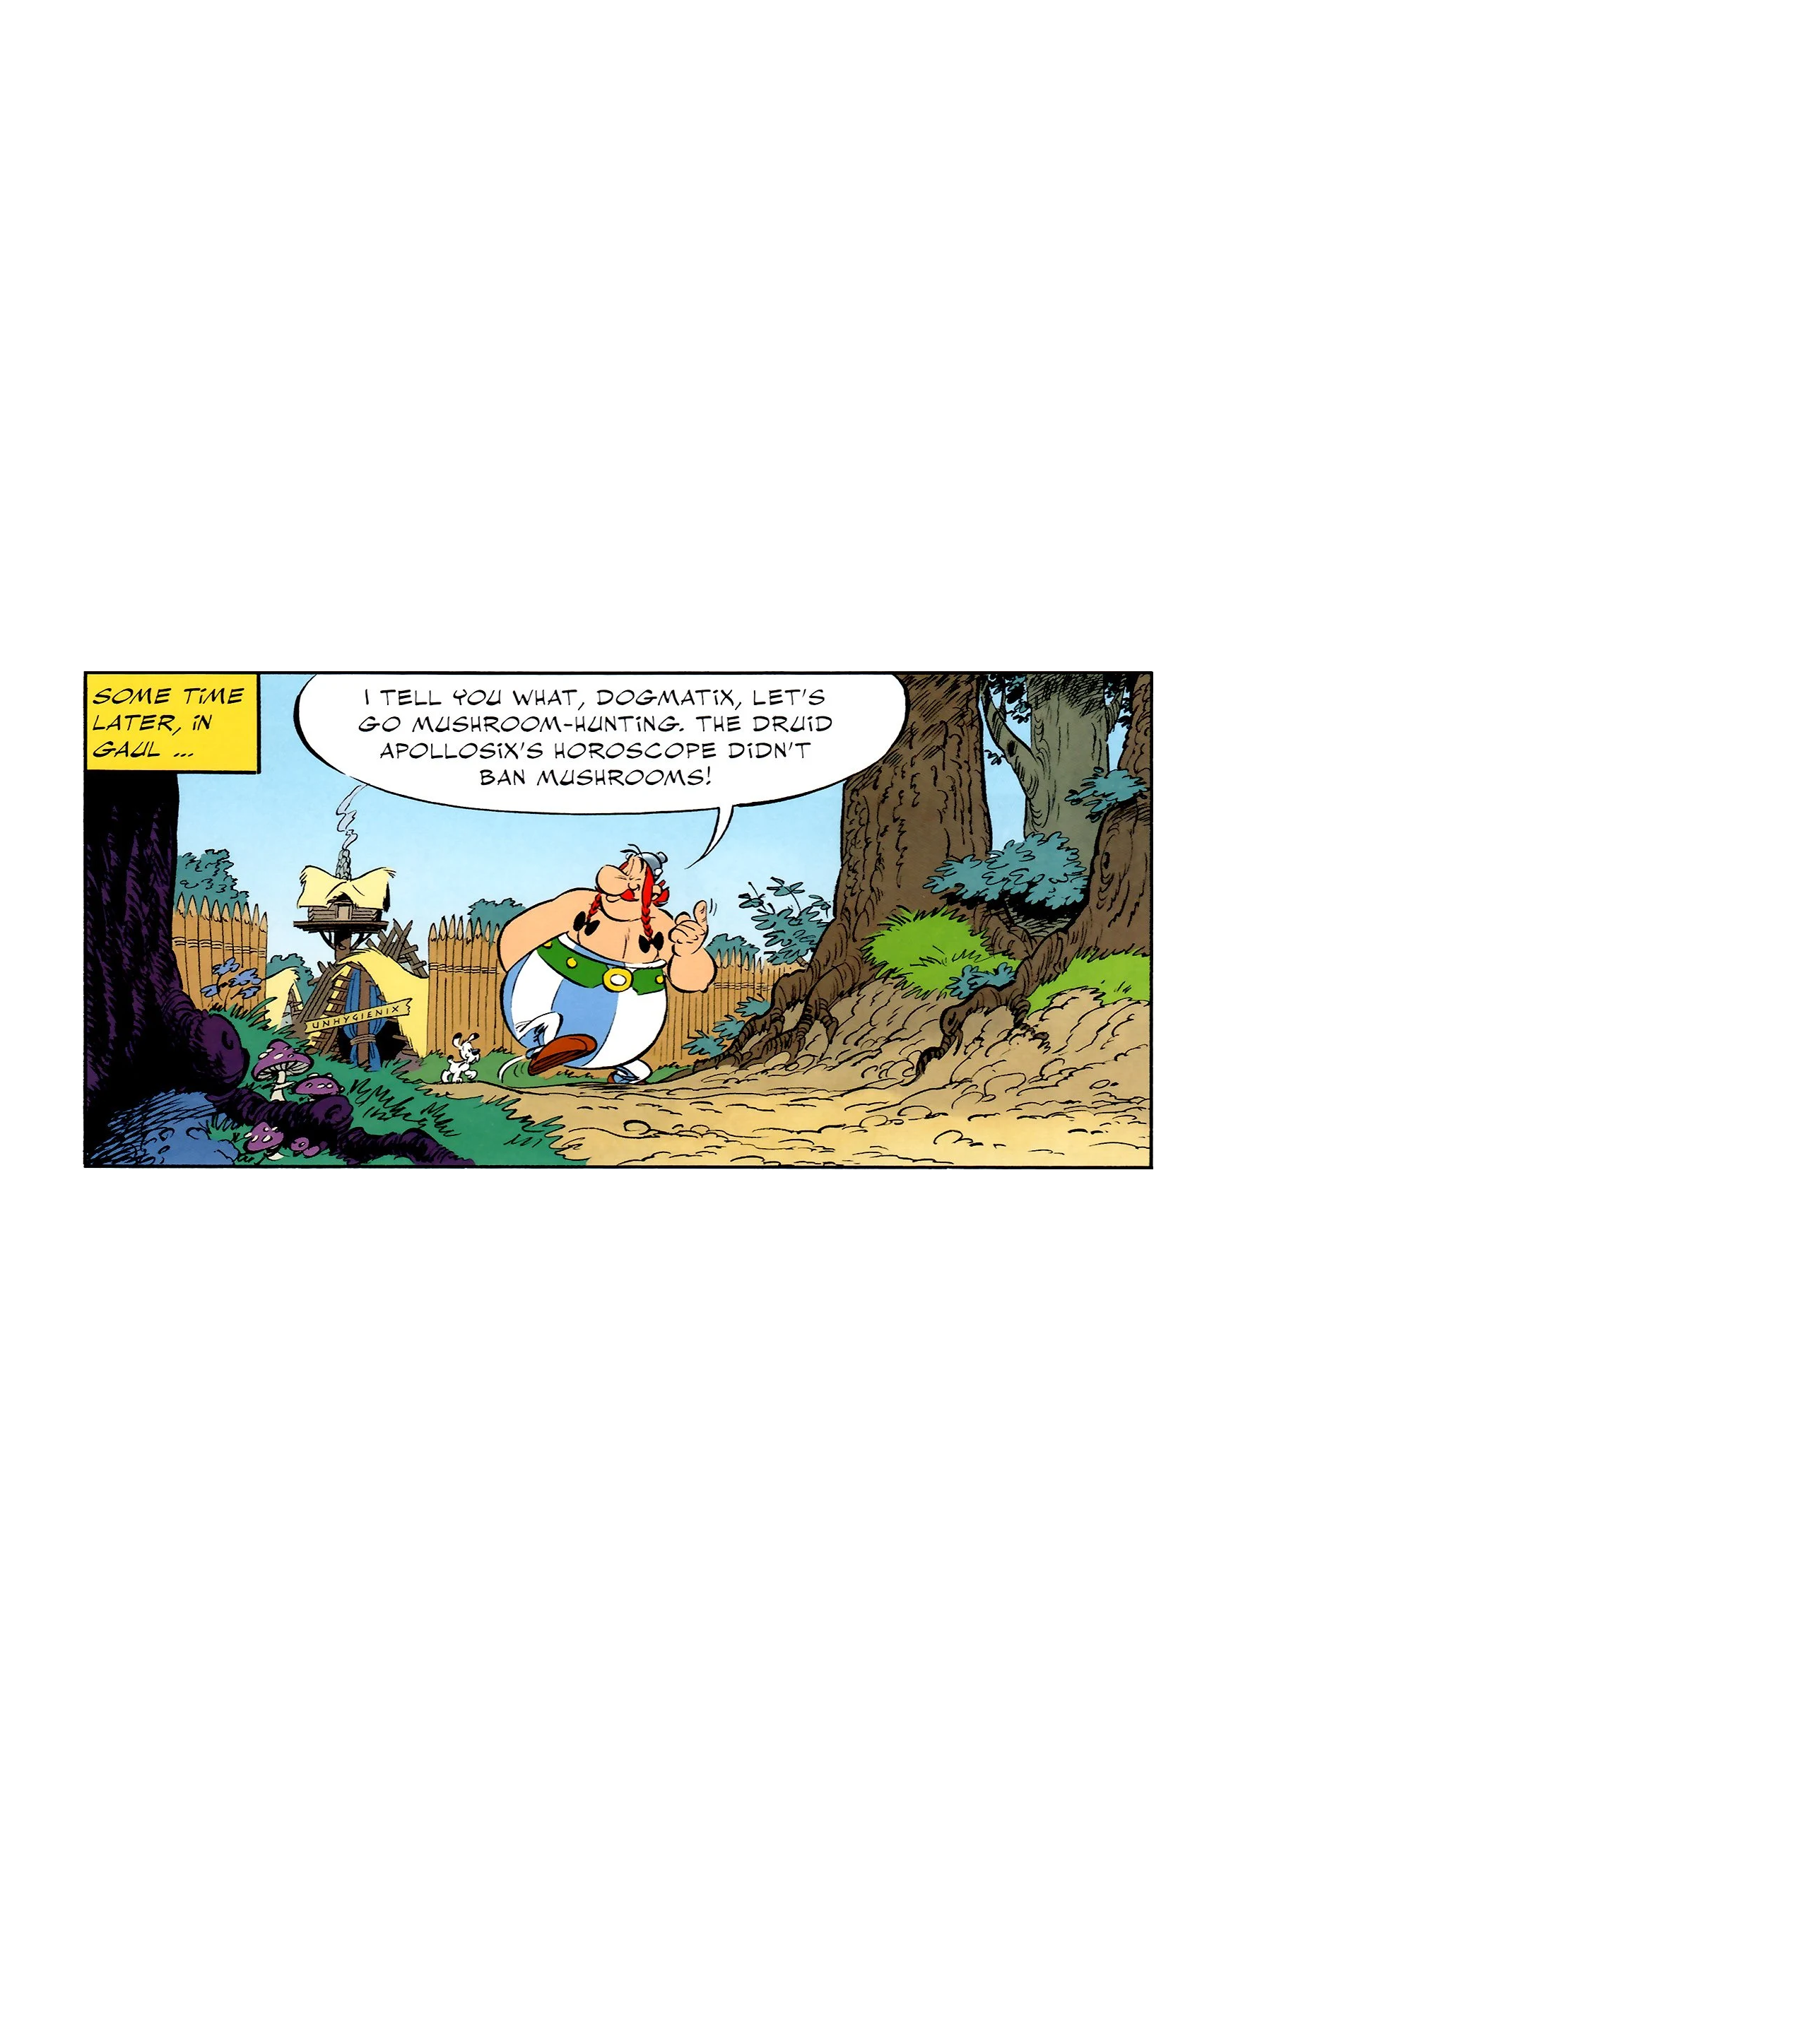 SOME TIME
LATER, IN
GAUL ...
I TELL YOU WHAT, DOGMATIX, LET'S
GO MUSHROOM-HUNTING. THE DRUID
APOLLOSIX'S HOROSCOPE DIDN'T
BAN MUSHROOMS!
UNHYGIENIX